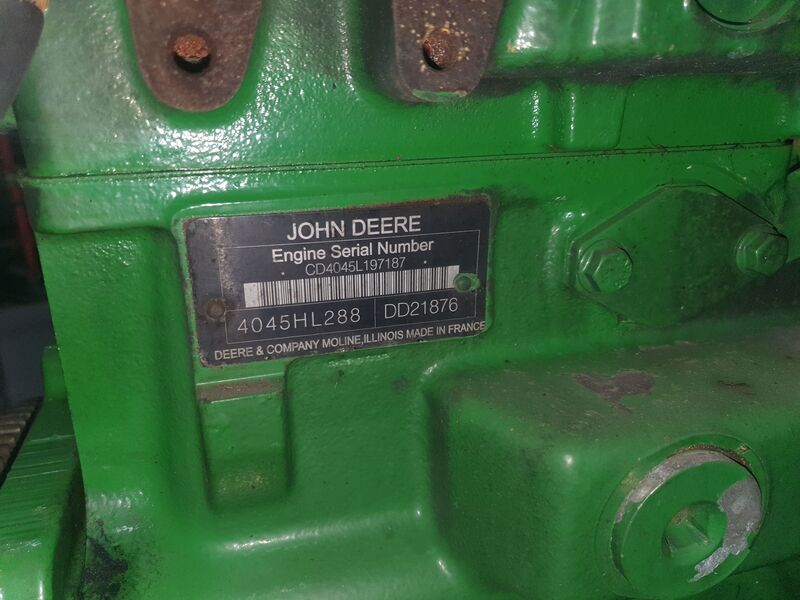 JOHN DEERE
Engine Serial Number
CD4045L197187
4045HL288 DD21876
DEERE & COMPANY MOLINE,ILLINOIS MADE IN FRANCE